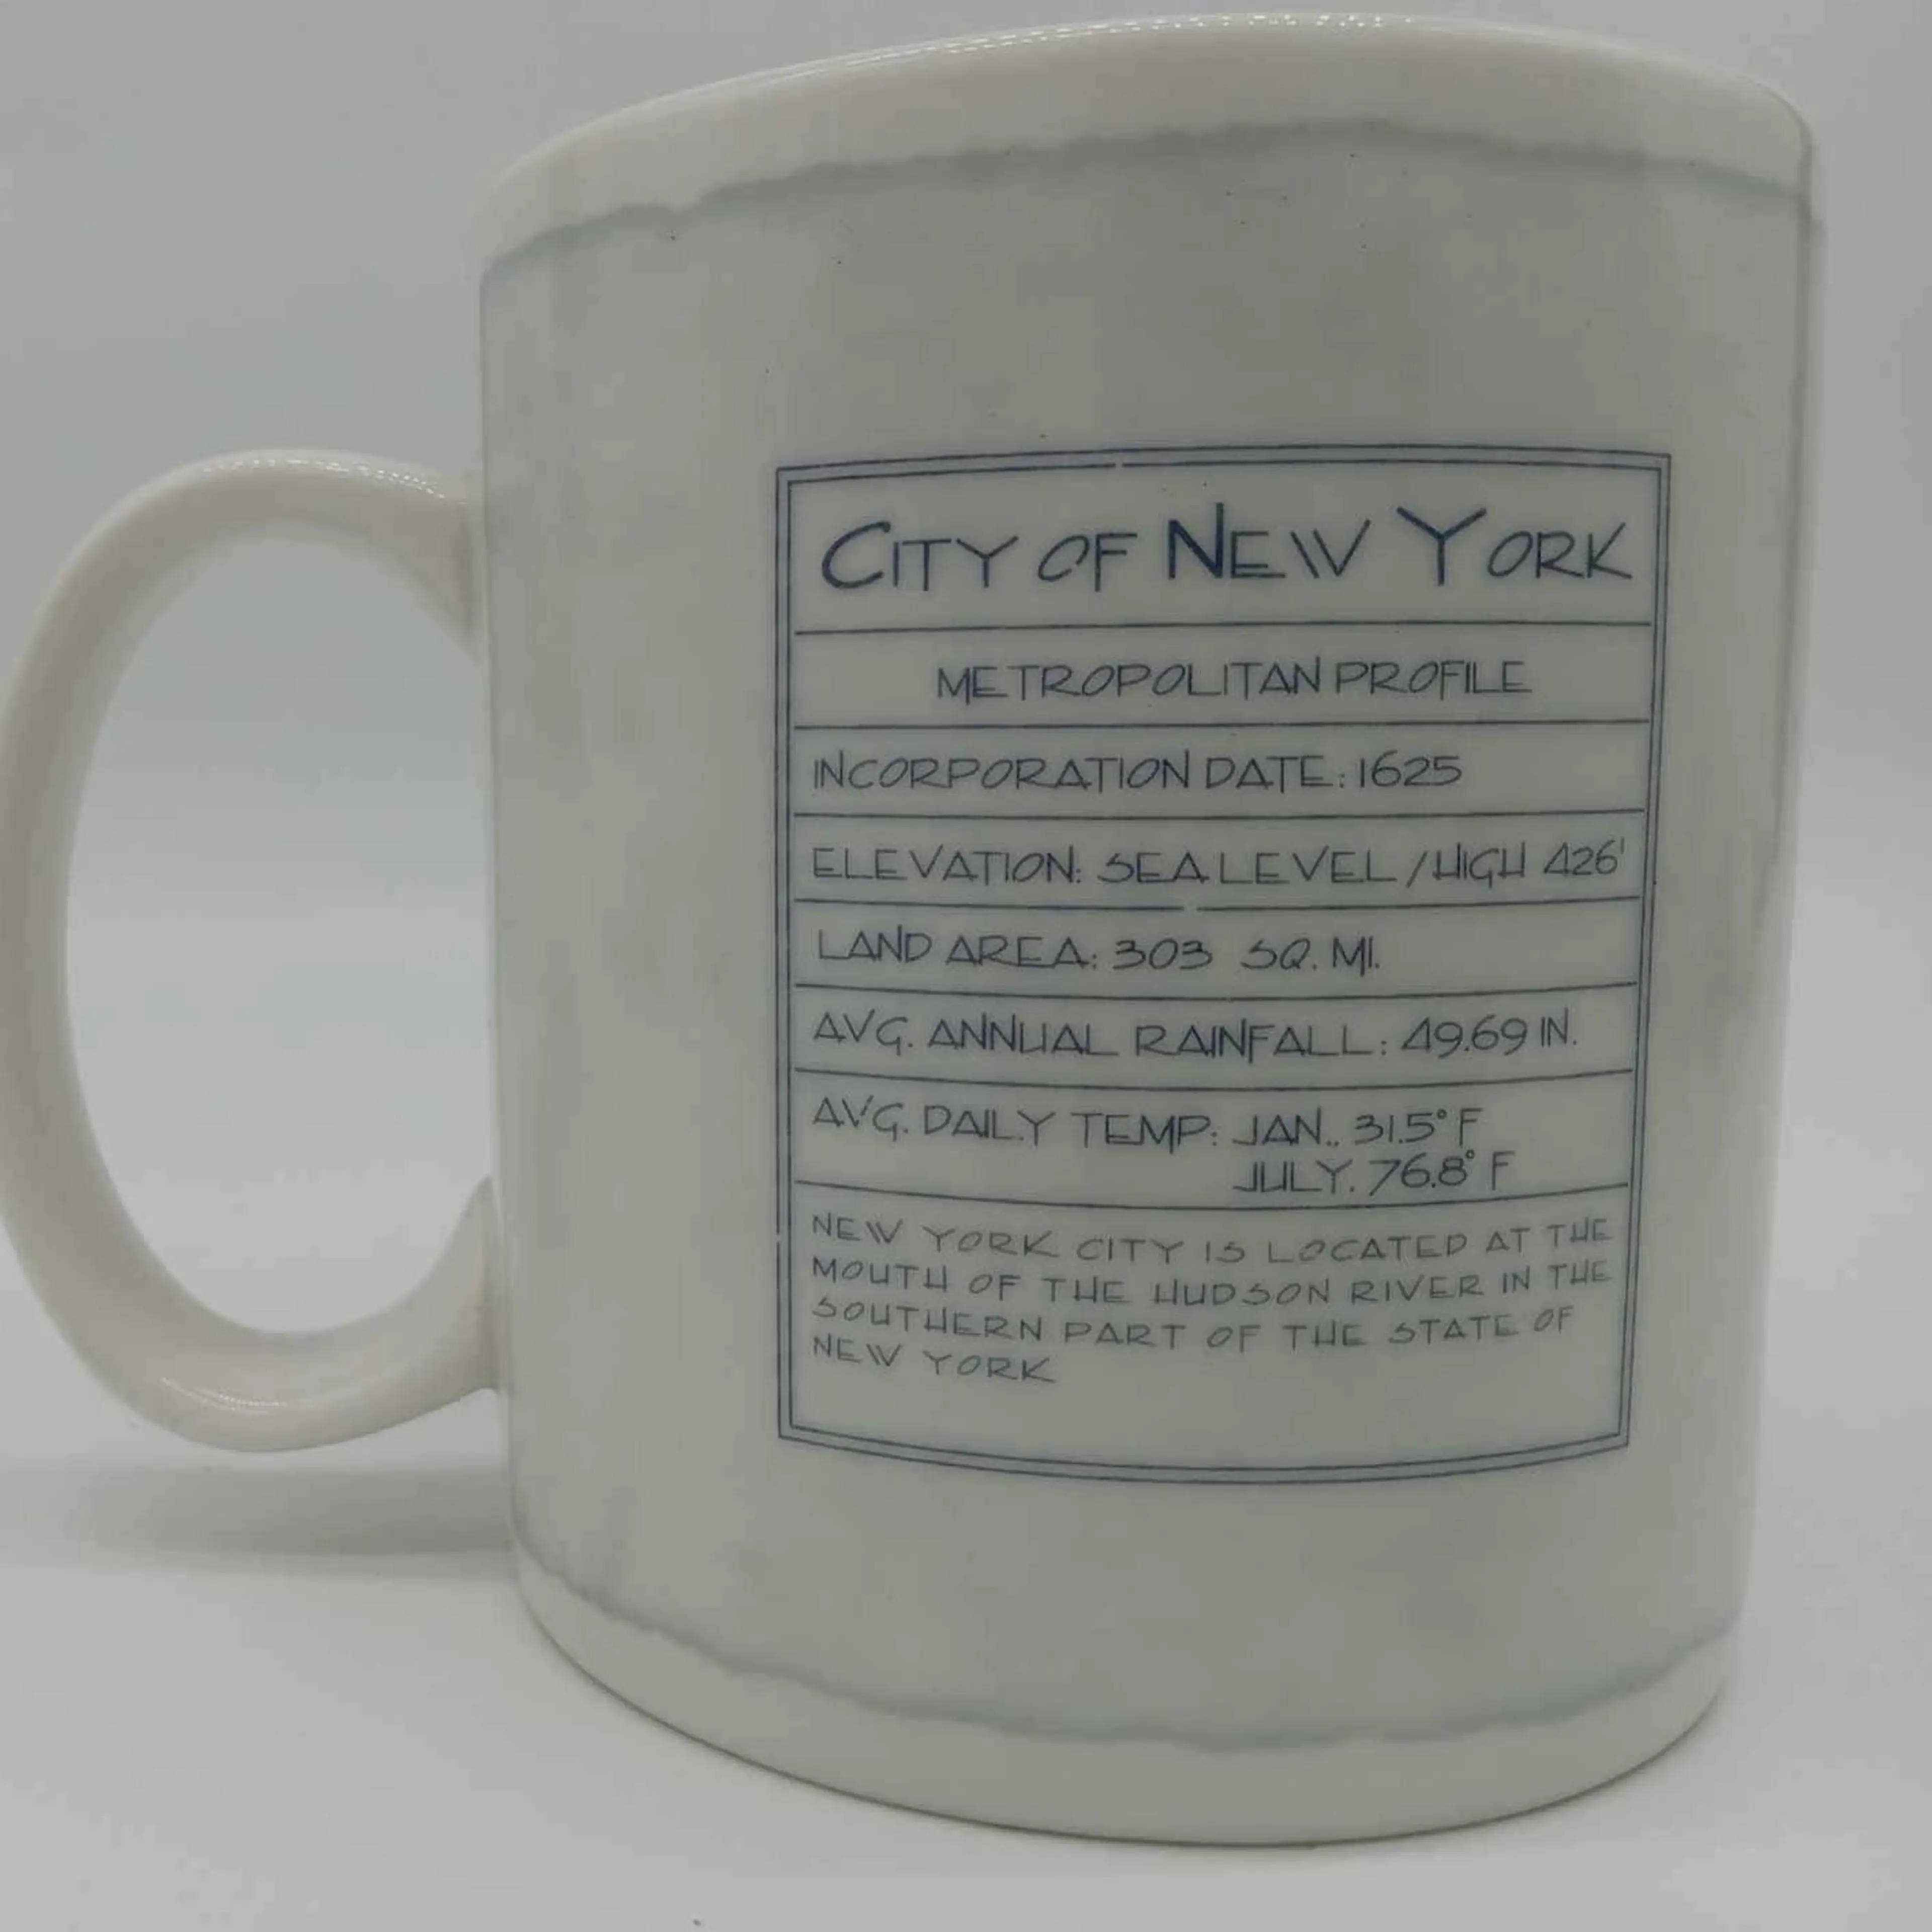 CITY OF NEW YORK
METROPOLITAN PROFILE
INCORPORATION DATE: 1625
ELEVATION: SEA LEVEL / HIGH 426'
LAND AREA: 303 SQ. MI.
AVG. ANNUAL RAINFALL: 49.69 IN.
AVG. DAILY TEMP: JAN., 31.5° F
JULY. 76.8° F
NEW YORK CITY IS LOCATED AT THE
MOUTH OF THE HUDSON RIVER IN THE
SOUTHERN PART OF THE STATE OF
NEW YORK